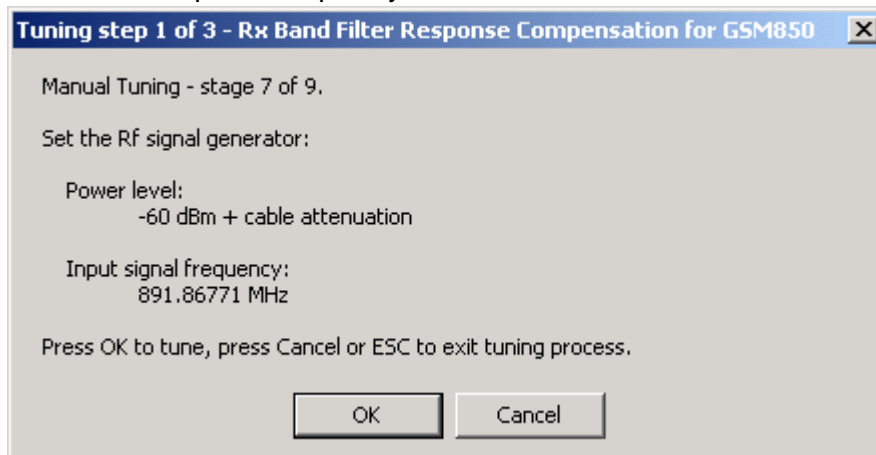 Tuning step 1 of 3 - Rx Band Filter Response Compensation for GSM850
Manual Tuning - stage 7 of 9.
Set the Rf signal generator:
Power level:
-60 dBm + cable attenuation
Input signal frequency:
891.86771 MHz
Press OK to tune, press Cancel or ESC to exit tuning process.
OK Cancel